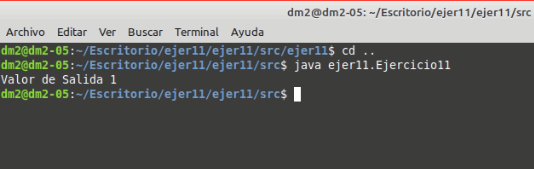 dm2@dm2-05: ~/Escritorio/ejer11/ejer11/src
Archivo Editar Ver Buscar Terminal Ayuda
dm2@dm2-05:~/Escritorio/ejer11/ejer11/src/ejer11$ cd ..
dm2@dm2-05:~/Escritorio/ejer11/ejer11/src$ java ejer11.Ejercicio11
Valor de Salida 1
dm2@dm2-05:~/Escritorio/ejer11/ejer11/src$